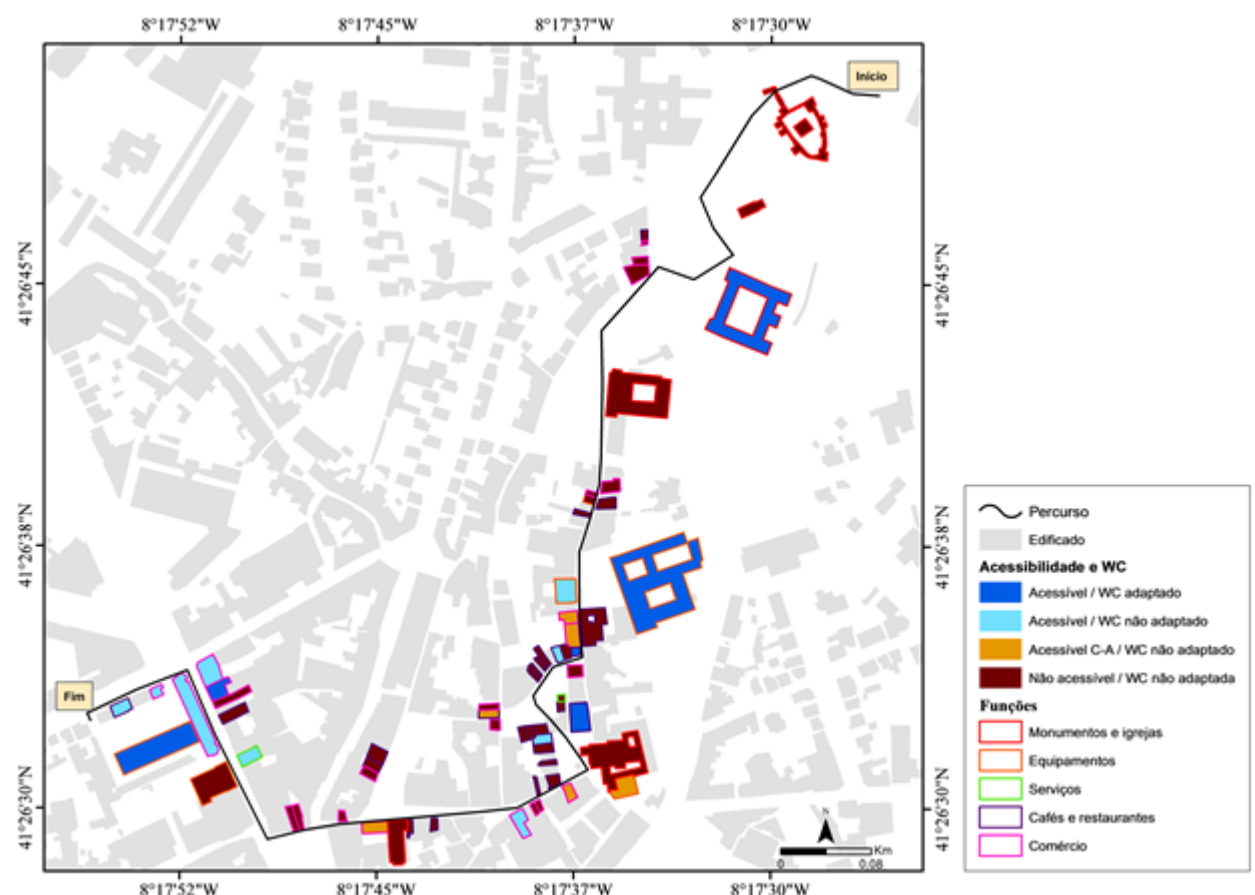 8°17'52"W 8°17'45"W 8°17'37"W 8°17'30"W
Início
41°26'45"N 41°26'45"N
41°26'38"N 41°26'38"N
Fim
41°26'30"N 41°26'30"N
N
Km
0 0.08
8°17'52"W 8°17'45"W 8°17'37"W 8°17'30"W
Percurso
Edificado
Acessibilidade e WC
Acessível / WC adaptado
Acessível / WC não adaptado
Acessível C-A / WC não adaptado
Não acessível / WC não adaptada
Funções
Monumentos e igrejas
Equipamentos
Serviços
Cafés e restaurantes
Comércio